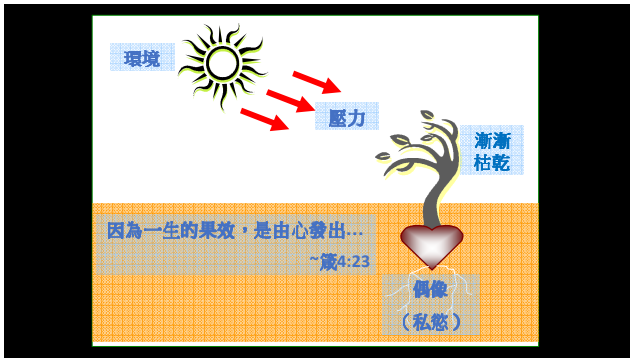 環境
壓力
漸漸
枯乾
因為一生的果效，是由心發出...
~箴4:23
偶像
（私慾）